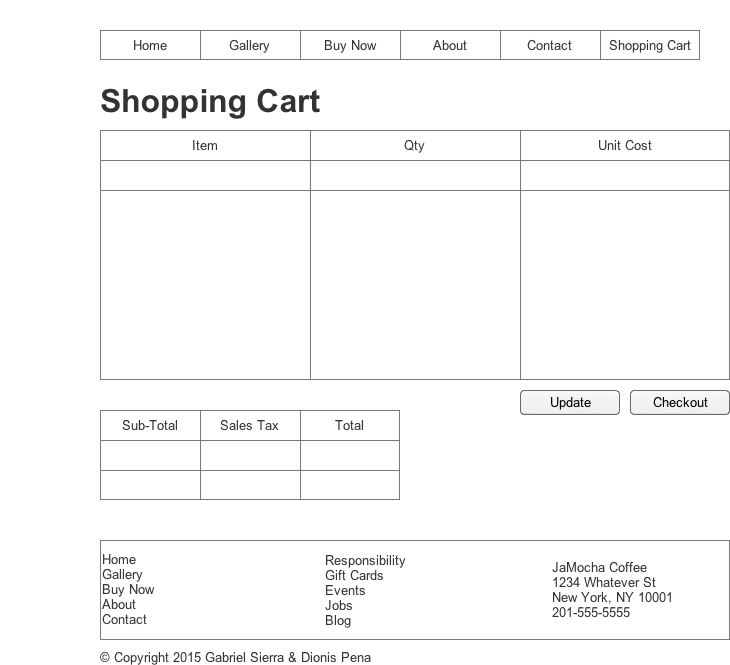 Home Gallery Buy Now About Contact Shopping Cart
Shopping Cart
Item Qty Unit Cost
Update Checkout
Sub-Total Sales Tax Total
Home
Gallery
Buy Now
About
Contact
Responsibility
Gift Cards
Events
Jobs
Blog
JaMocha Coffee
1234 Whatever St
New York, NY 10001
201-555-5555
© Copyright 2015 Gabriel Sierra & Dionis Pena